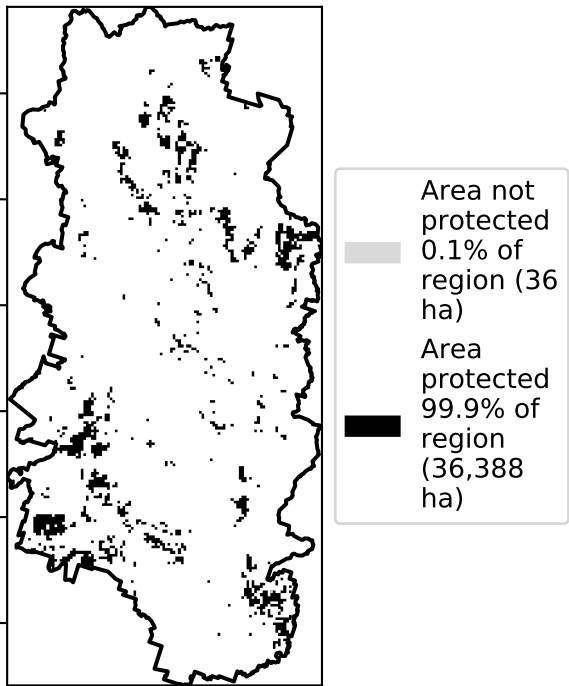 Area not
protected
0.1% of
region (36
ha)
Area
protected
99.9% of
region
(36,388
ha)